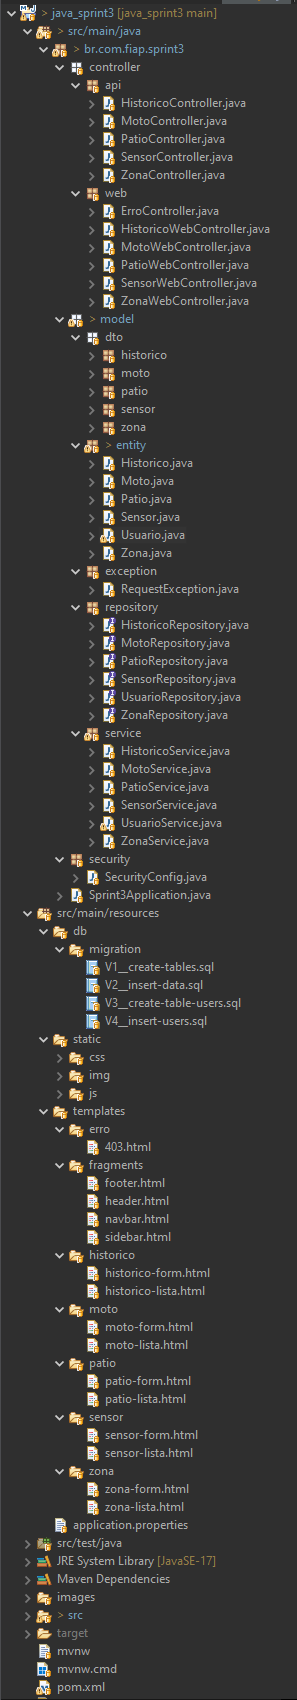 > java_sprint3 [java_sprint3 main]
> src/main/java
> br.com.fiap.sprint3
controller
api
HistoricoController.java
MotoController.java
PatioController.java
SensorController.java
ZonaController.java
web
ErroController.java
HistoricoWebController.java
MotoWebController.java
PatioWebController.java
SensorWebController.java
ZonaWebController.java
> model
dto
historico
moto
patio
sensor
zona
> entity
Historico.java
Moto.java
Patio.java
Sensor.java
Usuario.java
Zona.java
exception
RequestException.java
repository
HistoricoRepository.java
MotoRepository.java
PatioRepository.java
SensorRepository.java
UsuarioRepository.java
ZonaRepository.java
service
HistoricoService.java
MotoService.java
PatioService.java
SensorService.java
UsuarioService.java
ZonaService.java
security
SecurityConfig.java
Sprint3Application.java
src/main/resources
db
migration
V1__create-tables.sql
V2__insert-data.sql
V3__create-table-users.sql
V4__insert-users.sql
static
css
img
js
templates
erro
403.html
fragments
footer.html
header.html
navbar.html
sidebar.html
historico
historico-form.html
historico-lista.html
moto
moto-form.html
moto-lista.html
patio
patio-form.html
patio-lista.html
sensor
sensor-form.html
sensor-lista.html
zona
zona-form.html
zona-lista.html
application.properties
src/test/java
JRE System Library [JavaSE-17]
Maven Dependencies
images
> src
target
mvnw
mvnw.cmd
pom.xml